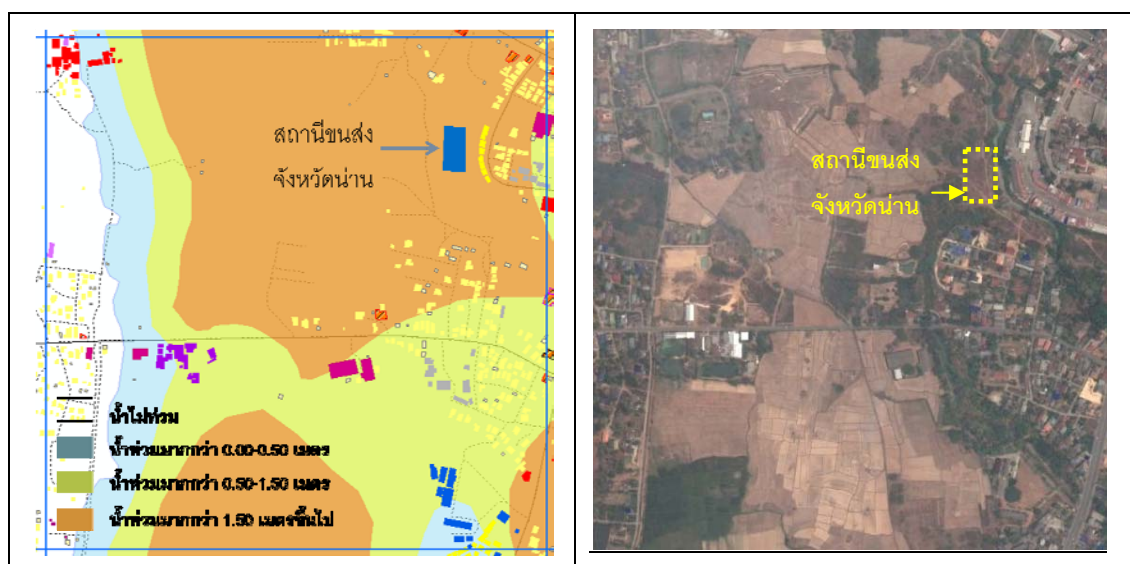 สถานีขนส่ง
จังหวัดน่าน
น้ำไม่ท่วม
น้ำท่วมมากกว่า 0.00-0.50 เมตร
น้ำท่วมมากกว่า 0.50-1.50 เมตร
น้ำท่วมมากกว่า 1.50 เมตรขึ้นไป
สถานีขนส่ง
จังหวัดน่าน